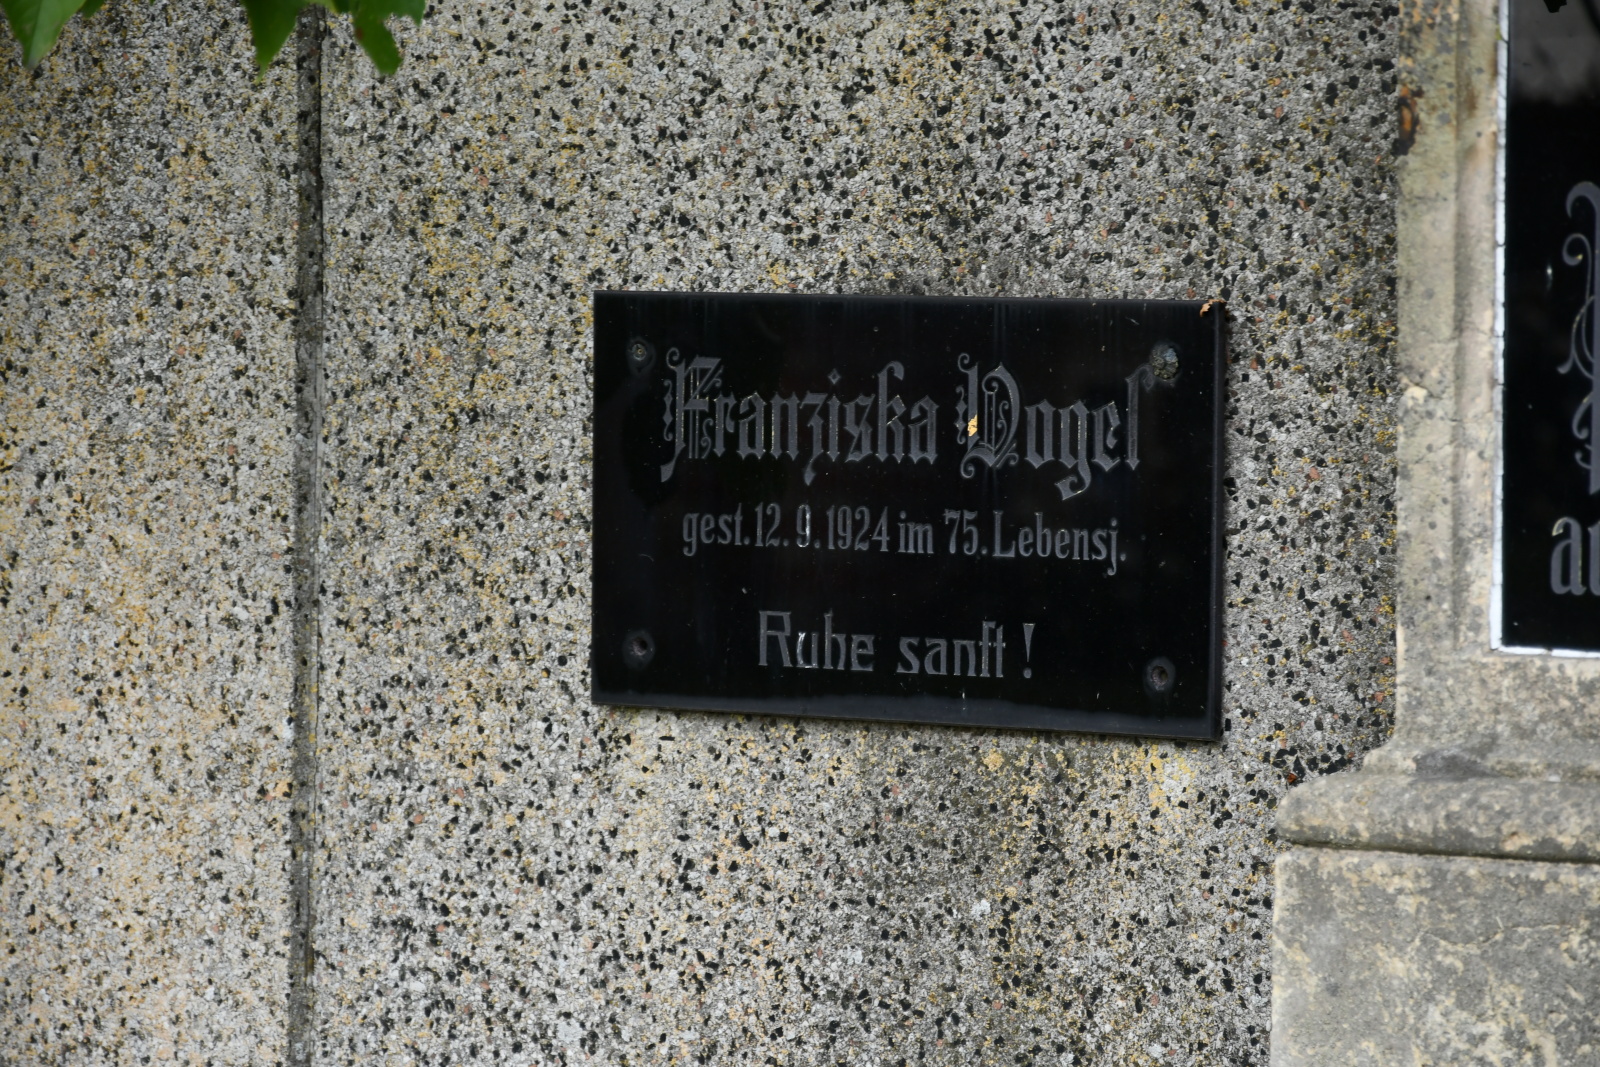 Franziska Vogel
gest. 12. 9. 1924 im 75. Lebensj.
Ruhe sanft!